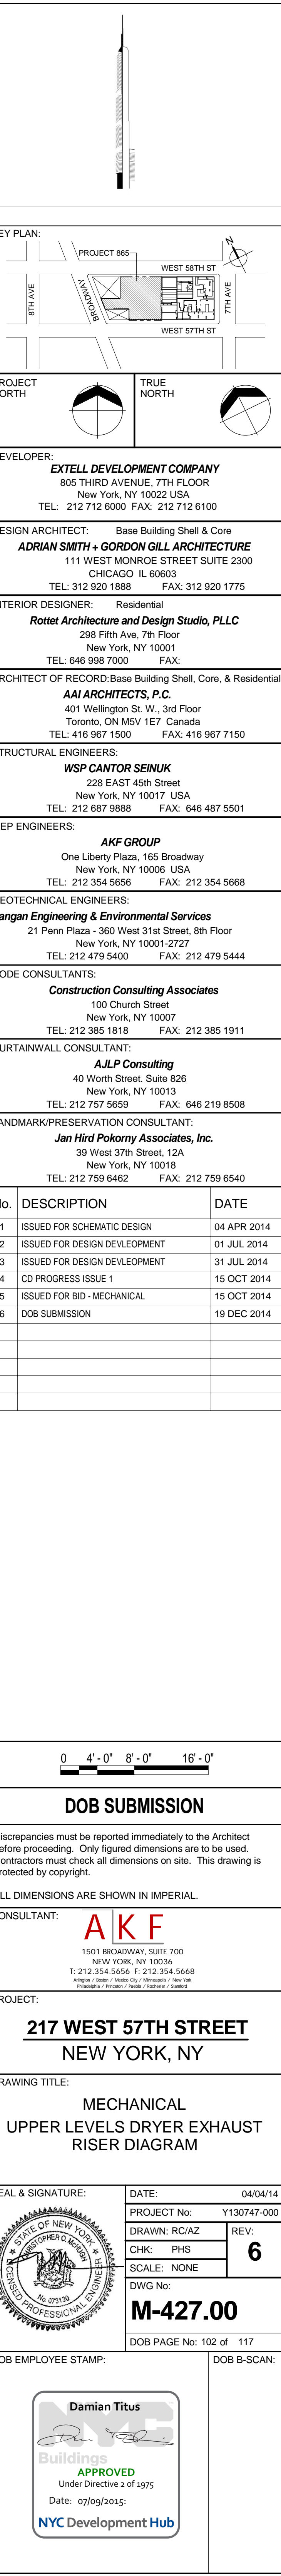 EY PLAN:
N
PROJECT 865
WEST 58TH ST
8TH AVE
BROADWAY
7TH AVE
WEST 57TH ST
ROJECT
ORTH
TRUE
NORTH
EVELOPER:
EXTELL DEVELOPMENT COMPANY
805 THIRD AVENUE, 7TH FLOOR
New York, NY 10022 USA
TEL: 212 712 6000 FAX: 212 712 6100
ESIGN ARCHITECT: Base Building Shell & Core
ADRIAN SMITH + GORDON GILL ARCHITECTURE
111 WEST MONROE STREET SUITE 2300
CHICAGO IL 60603
TEL: 312 920 1888 FAX: 312 920 1775
NTERIOR DESIGNER: Residential
Rottet Architecture and Design Studio, PLLC
298 Fifth Ave, 7th Floor
New York, NY 10001
TEL: 646 998 7000 FAX:
RCHITECT OF RECORD:Base Building Shell, Core, & Residential
AAI ARCHITECTS, P.C.
401 Wellington St. W., 3rd Floor
Toronto, ON M5V 1E7 Canada
TEL: 416 967 1500 FAX: 416 967 7150
TRUCTURAL ENGINEERS:
WSP CANTOR SEINUK
228 EAST 45th Street
New York, NY 10017 USA
TEL: 212 687 9888 FAX: 646 487 5501
EP ENGINEERS:
AKF GROUP
One Liberty Plaza, 165 Broadway
New York, NY 10006 USA
TEL: 212 354 5656 FAX: 212 354 5668
EOTECHNICAL ENGINEERS:
angan Engineering & Environmental Services
21 Penn Plaza - 360 West 31st Street, 8th Floor
New York, NY 10001-2727
TEL: 212 479 5400 FAX: 212 479 5444
ODE CONSULTANTS:
Construction Consulting Associates
100 Church Street
New York, NY 10007
TEL: 212 385 1818 FAX: 212 385 1911
URTAINWALL CONSULTANT:
AJLP Consulting
40 Worth Street. Suite 826
New York, NY 10013
TEL: 212 757 5659 FAX: 646 219 8508
ANDMARK/PRESERVATION CONSULTANT:
Jan Hird Pokorny Associates, Inc.
39 West 37th Street, 12A
New York, NY 10018
TEL: 212 759 6462 FAX: 212 759 6540
o. DESCRIPTION DATE
1 ISSUED FOR SCHEMATIC DESIGN 04 APR 2014
2 ISSUED FOR DESIGN DEVLEOPMENT 01 JUL 2014
3 ISSUED FOR DESIGN DEVLEOPMENT 31 JUL 2014
4 CD PROGRESS ISSUE 1 15 OCT 2014
5 ISSUED FOR BID - MECHANICAL 15 OCT 2014
6 DOB SUBMISSION 19 DEC 2014
0 4' - 0" 8' - 0" 16' - 0"
DOB SUBMISSION
iscrepancies must be reported immediately to the Architect
efore proceeding. Only figured dimensions are to be used.
ontractors must check all dimensions on site. This drawing is
rotected by copyright.
LL DIMENSIONS ARE SHOWN IN IMPERIAL.
ONSULTANT:
AKF
1501 BROADWAY, SUITE 700
NEW YORK, NY 10036
T: 212.354.5656 F: 212.354.5668
Arlington / Boston / Mexico City / Minneapolis / New York
Philadelphia / Princeton / Puebla / Rochester / Stamford
ROJECT:
217 WEST 57TH STREET
NEW YORK, NY
RAWING TITLE:
MECHANICAL
UPPER LEVELS DRYER EXHAUST
RISER DIAGRAM
EAL & SIGNATURE:
STATE OF NEW YORK
No. 073130
LICENSED PROFESSIONAL ENGINEER
DATE: 04/04/14
PROJECT No: Y130747-000
DRAWN: RC/AZ
REV:
6
CHK: PHS
SCALE: NONE
DWG No:
M-427.00
DOB PAGE No: 102 of 117
OB EMPLOYEE STAMP:
DOB B-SCAN:
Damian Titus
NYC
Buildings
APPROVED
Under Directive 2 of 1975
Date: 07/09/2015:
NYC Development Hub